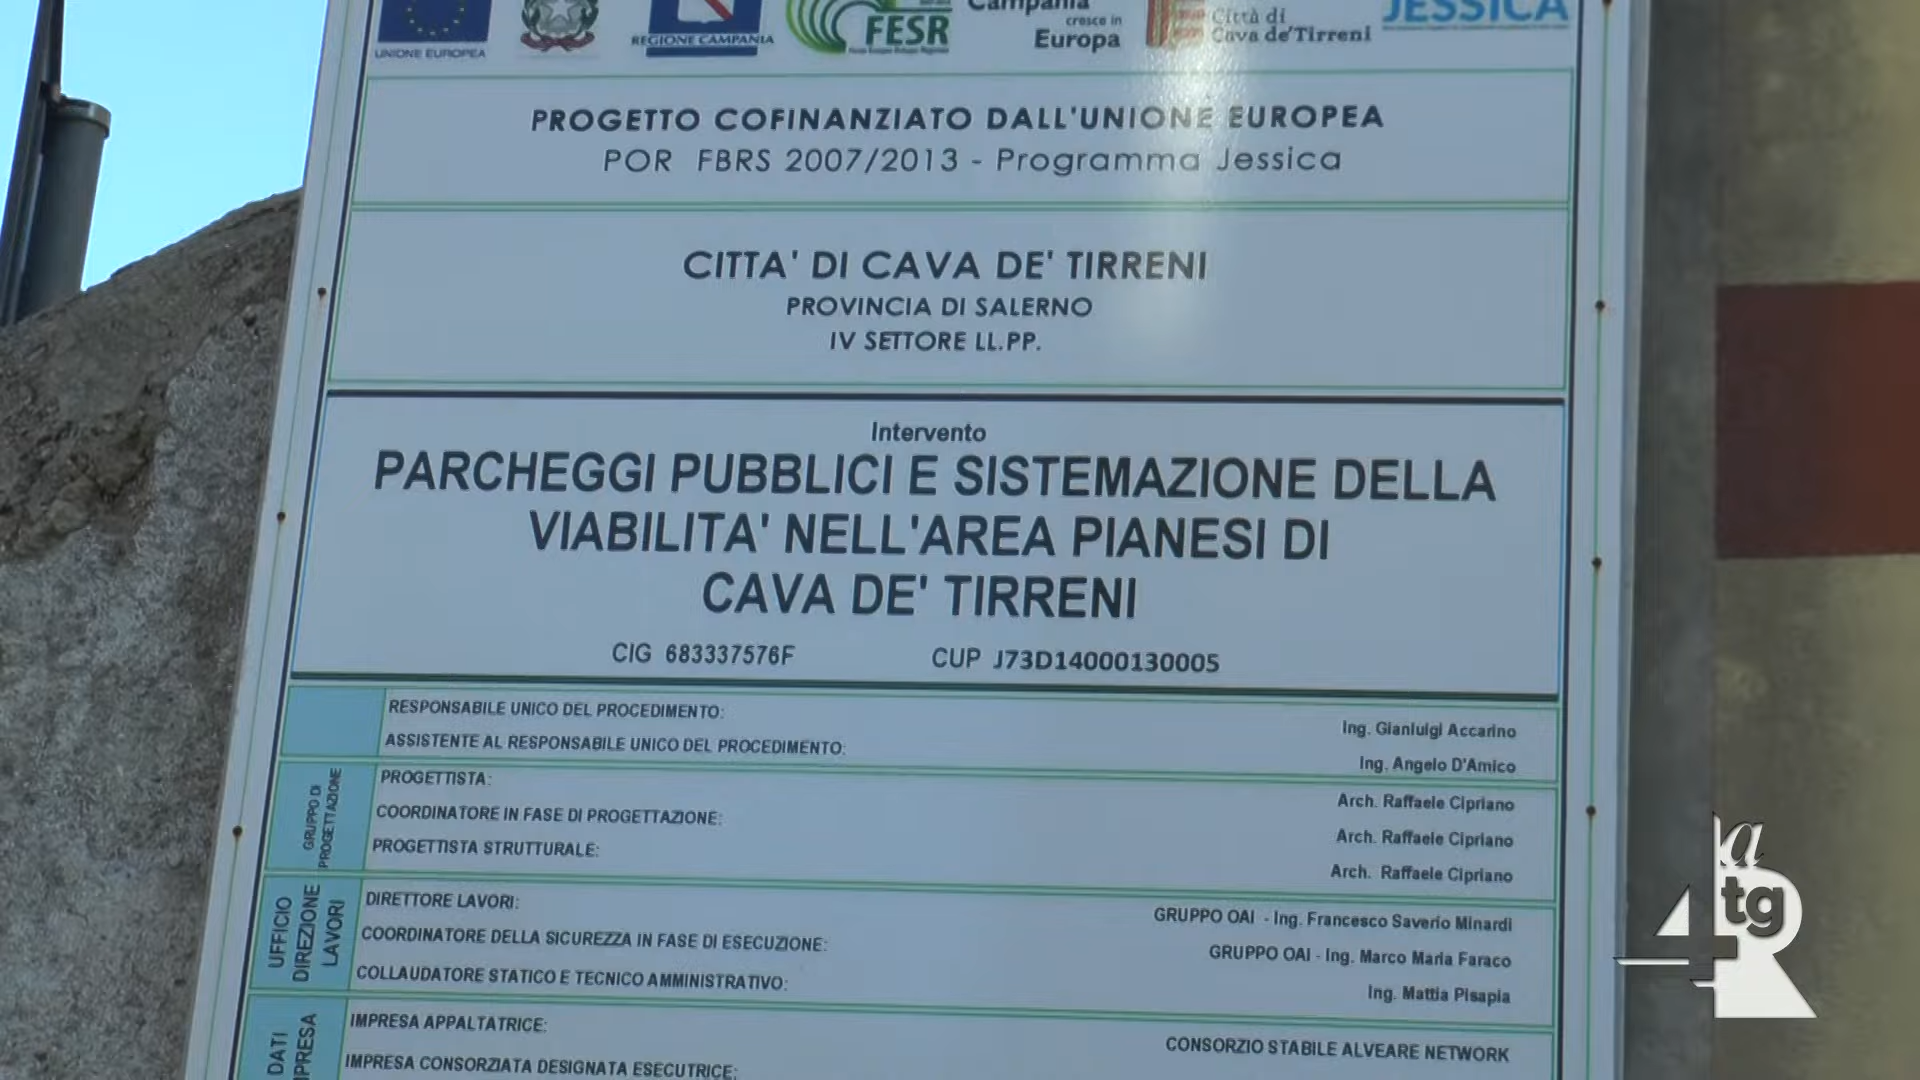 UNIONE EUROPEA
REGIONE CAMPANIA
FESR
Campania
cresce in
Europa
Città di
Cava de'Tirreni
JESSICA
PROGETTO COFINANZIATO DALL'UNIONE EUROPEA
POR FBRS 2007/2013 - Programma Jessica
CITTA' DI CAVA DE' TIRRENI
PROVINCIA DI SALERNO
IV SETTORE LL.PP.
Intervento
PARCHEGGI PUBBLICI E SISTEMAZIONE DELLA
VIABILITA' NELL'AREA PIANESI DI
CAVA DE' TIRRENI
CIG 683337576F CUP J73D14000130005
RESPONSABILE UNICO DEL PROCEDIMENTO: Ing. Gianluigi Accarino
ASSISTENTE AL RESPONSABILE UNICO DEL PROCEDIMENTO: Ing. Angelo D'Amico
GRUPPO DI
PROGETTAZIONE
PROGETTISTA: Arch. Raffaele Cipriano
COORDINATORE IN FASE DI PROGETTAZIONE: Arch. Raffaele Cipriano
PROGETTISTA STRUTTURALE: Arch. Raffaele Cipriano
UFFICIO
DIREZIONE
LAVORI
DIRETTORE LAVORI: GRUPPO OAI - Ing. Francesco Saverio Minardi
COORDINATORE DELLA SICUREZZA IN FASE DI ESECUZIONE: GRUPPO OAI - Ing. Marco Maria Faraco
COLLAUDATORE STATICO E TECNICO AMMINISTRATIVO: Ing. Mattia Pisapia
DATI
IMPRESA APPALTATRICE: CONSORZIO STABILE ALVEARE NETWORK
IMPRESA CONSORZIATA DESIGNATA ESECUTRICE:
la
4R
tg